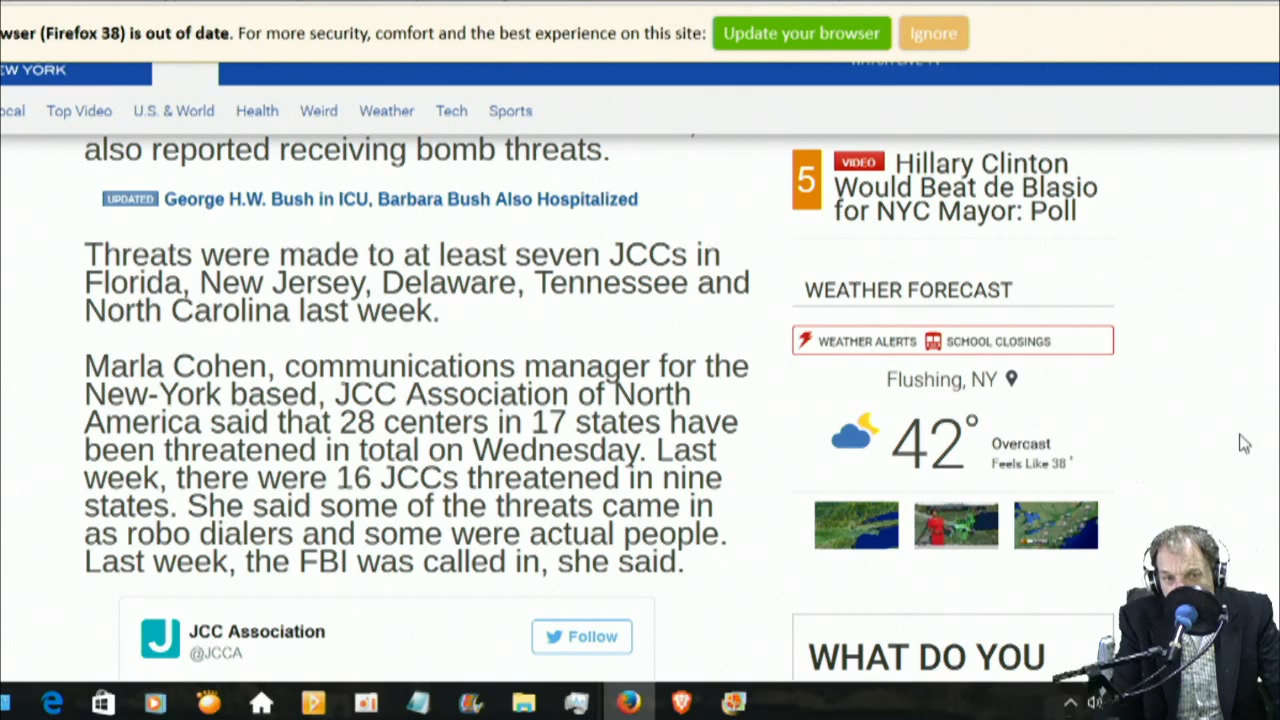 wser (Firefox 38) is out of date. For more security, comfort and the best experience on this site: Update your browser Ignore
EW YORK
ocal Top Video U.S. & World Health Weird Weather Tech Sports
also reported receiving bomb threats.
UPDATED George H.W. Bush in ICU, Barbara Bush Also Hospitalized
Threats were made to at least seven JCCs in
Florida, New Jersey, Delaware, Tennessee and
North Carolina last week.
Marla Cohen, communications manager for the
New-York based, JCC Association of North
America said that 28 centers in 17 states have
been threatened in total on Wednesday. Last
week, there were 16 JCCs threatened in nine
states. She said some of the threats came in
as robo dialers and some were actual people.
Last week, the FBI was called in, she said.
JCC Association
@JCCA
Follow
5 VIDEO Hillary Clinton
Would Beat de Blasio
for NYC Mayor: Poll
WEATHER FORECAST
WEATHER ALERTS SCHOOL CLOSINGS
Flushing, NY
42°
Overcast
Feels Like 38°
WHAT DO YOU